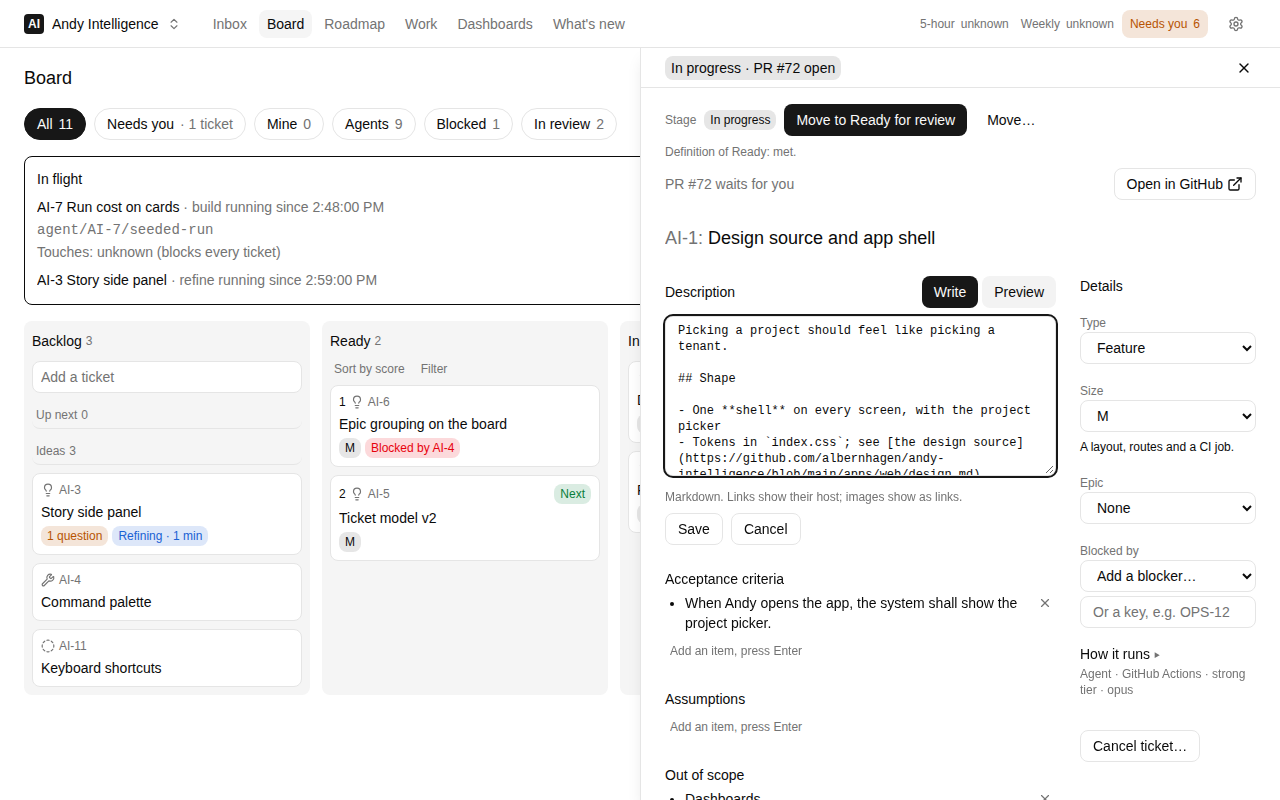 AI Andy Intelligence Inbox Board Roadmap Work Dashboards What's new 5-hour unknown Weekly unknown Needs you 6
Board
All 11 Needs you · 1 ticket Mine 0 Agents 9 Blocked 1 In review 2
In flight
AI-7 Run cost on cards · build running since 2:48:00 PM
agent/AI-7/seeded-run
Touches: unknown (blocks every ticket)
AI-3 Story side panel · refine running since 2:59:00 PM
Backlog 3
Add a ticket
Up next 0
Ideas 3
AI-3
Story side panel
1 question Refining · 1 min
AI-4
Command palette
AI-11
Keyboard shortcuts
Ready 2
Sort by score Filter
1 AI-6
Epic grouping on the board
M Blocked by AI-4
2 AI-5 Next
Ticket model v2
M
In
In progress · PR #72 open
Stage In progress Move to Ready for review Move…
Definition of Ready: met.
PR #72 waits for you Open in GitHub
AI-1: Design source and app shell
Description Write Preview
Picking a project should feel like picking a
tenant.
## Shape
- One **shell** on every screen, with the project
picker
- Tokens in `index.css`; see [the design source]
(https://github.com/albernhagen/andy-
intelligence/blob/main/apps/web/design.md)
Markdown. Links show their host; images show as links.
Save Cancel
Acceptance criteria
• When Andy opens the app, the system shall show the
project picker.
Add an item, press Enter
Assumptions
Add an item, press Enter
Out of scope
• Dashboards
Details
Type
Feature
Size
M
A layout, routes and a CI job.
Epic
None
Blocked by
Add a blocker…
Or a key, e.g. OPS-12
How it runs ▸
Agent · GitHub Actions · strong
tier · opus
Cancel ticket…